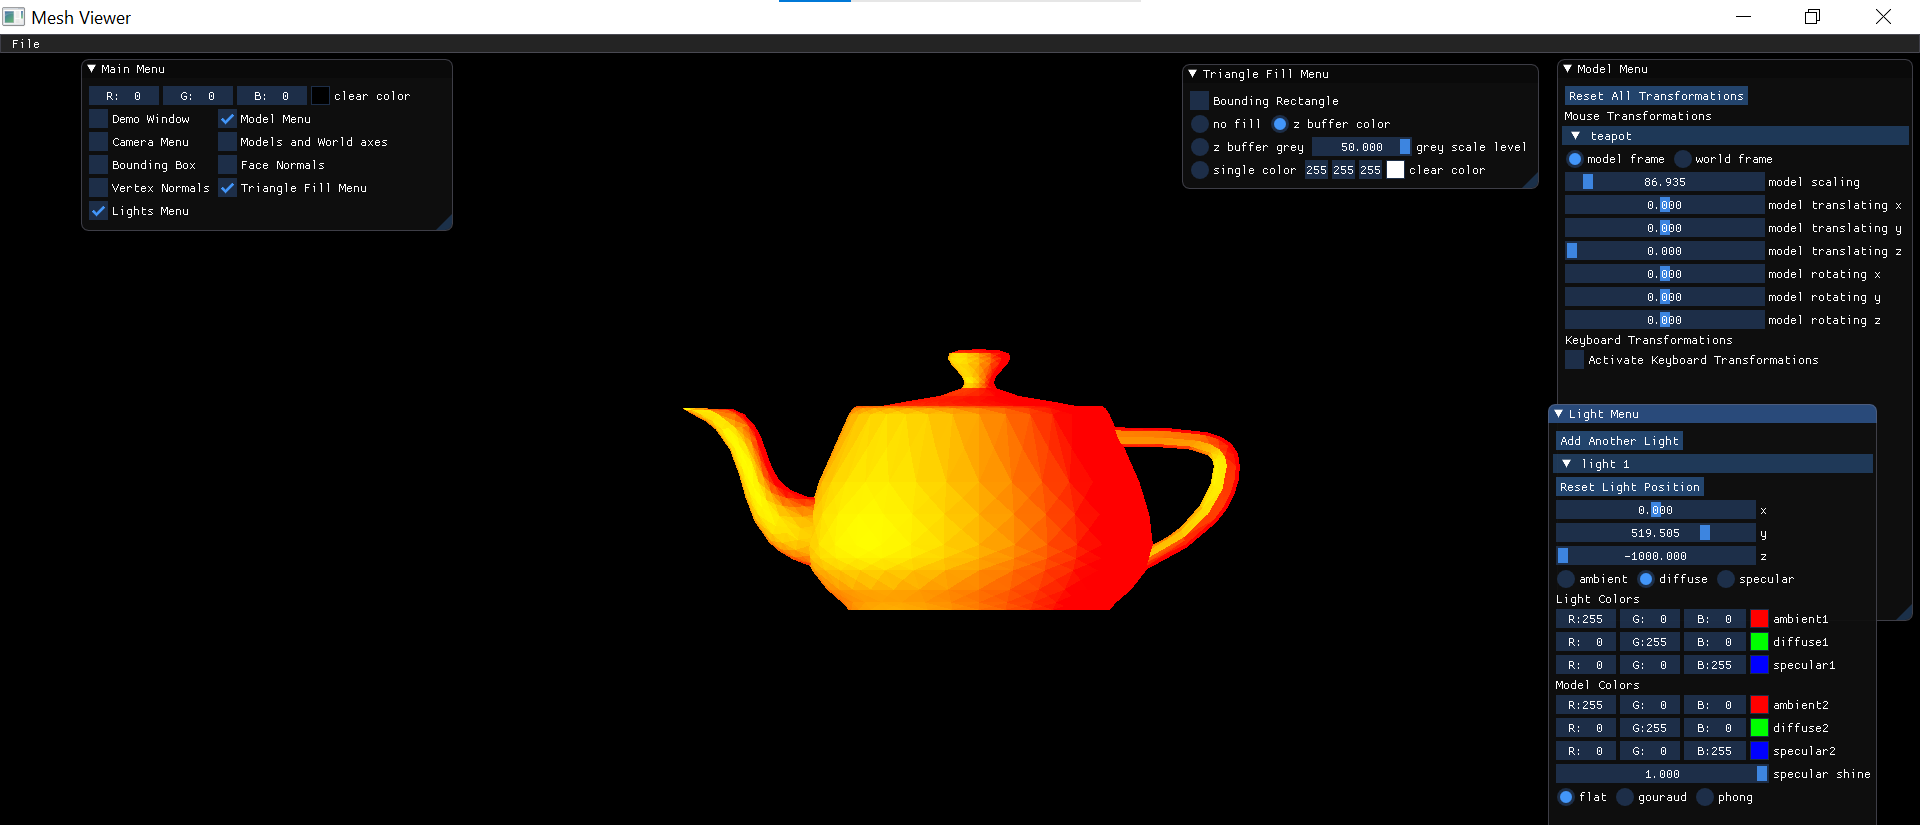 Mesh Viewer
File
Main Menu
R: 0 G: 0 B: 0 clear color
Demo Window Model Menu
Camera Menu Models and World axes
Bounding Box Face Normals
Vertex Normals Triangle Fill Menu
Lights Menu
Triangle Fill Menu
Bounding Rectangle
no fill z buffer color
z buffer grey 50.000 grey scale level
single color 255 255 255 clear color
Model Menu
Reset All Transformations
Mouse Transformations
teapot
model frame world frame
86.935 model scaling
0.000 model translating x
0.000 model translating y
0.000 model translating z
0.000 model rotating x
0.000 model rotating y
0.000 model rotating z
Keyboard Transformations
Activate Keyboard Transformations
Light Menu
Add Another Light
light 1
Reset Light Position
0.000 x
519.505 y
-1000.000 z
ambient diffuse specular
Light Colors
R:255 G: 0 B: 0 ambient1
R: 0 G:255 B: 0 diffuse1
R: 0 G: 0 B:255 specular1
Model Colors
R:255 G: 0 B: 0 ambient2
R: 0 G:255 B: 0 diffuse2
R: 0 G: 0 B:255 specular2
1.000 specular shine
flat gouraud phong